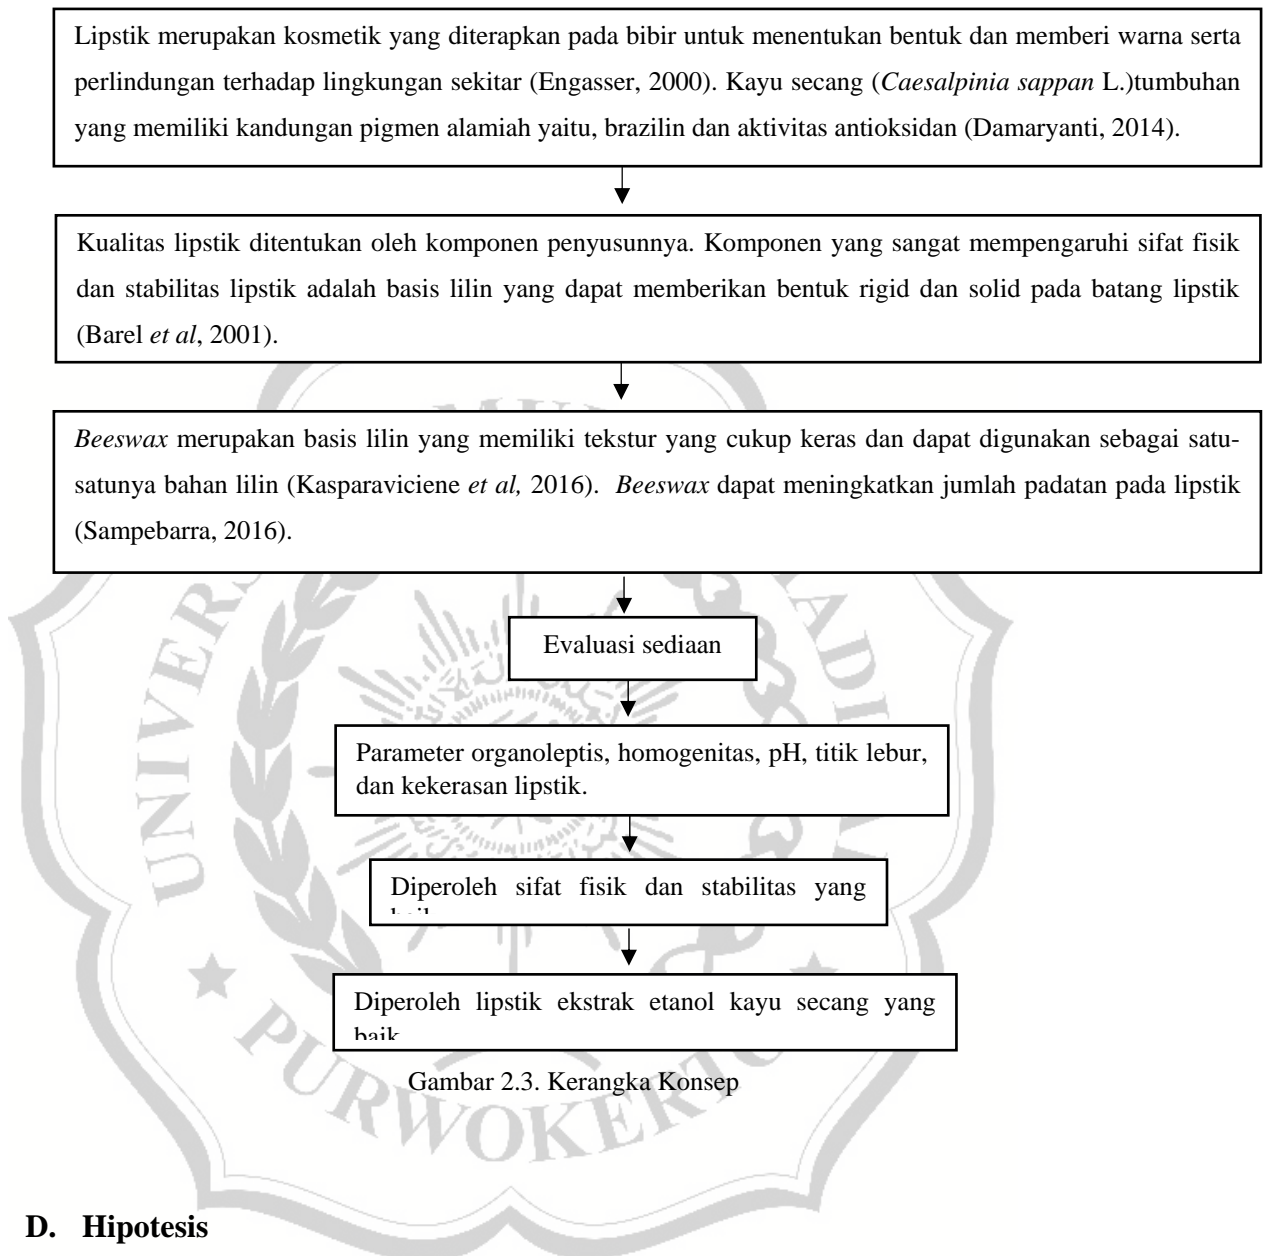 Lipstik merupakan kosmetik yang diterapkan pada bibir untuk menentukan bentuk dan memberi warna serta
perlindungan terhadap lingkungan sekitar (Engasser, 2000). Kayu secang (Caesalpinia sappan L.)tumbuhan
yang memiliki kandungan pigmen alamiah yaitu, brazilin dan aktivitas antioksidan (Damaryanti, 2014).
Kualitas lipstik ditentukan oleh komponen penyusunnya. Komponen yang sangat mempengaruhi sifat fisik
dan stabilitas lipstik adalah basis lilin yang dapat memberikan bentuk rigid dan solid pada batang lipstik
(Barel et al, 2001).
Beeswax merupakan basis lilin yang memiliki tekstur yang cukup keras dan dapat digunakan sebagai satu-
satunya bahan lilin (Kasparaviciene et al, 2016). Beeswax dapat meningkatkan jumlah padatan pada lipstik
(Sampebarra, 2016).
Evaluasi sediaan
Parameter organoleptis, homogenitas, pH, titik lebur,
dan kekerasan lipstik.
Diperoleh sifat fisik dan stabilitas yang
Diperoleh lipstik ekstrak etanol kayu secang yang
baik
Gambar 2.3. Kerangka Konsep
PURWOKERTO
D. Hipotesis